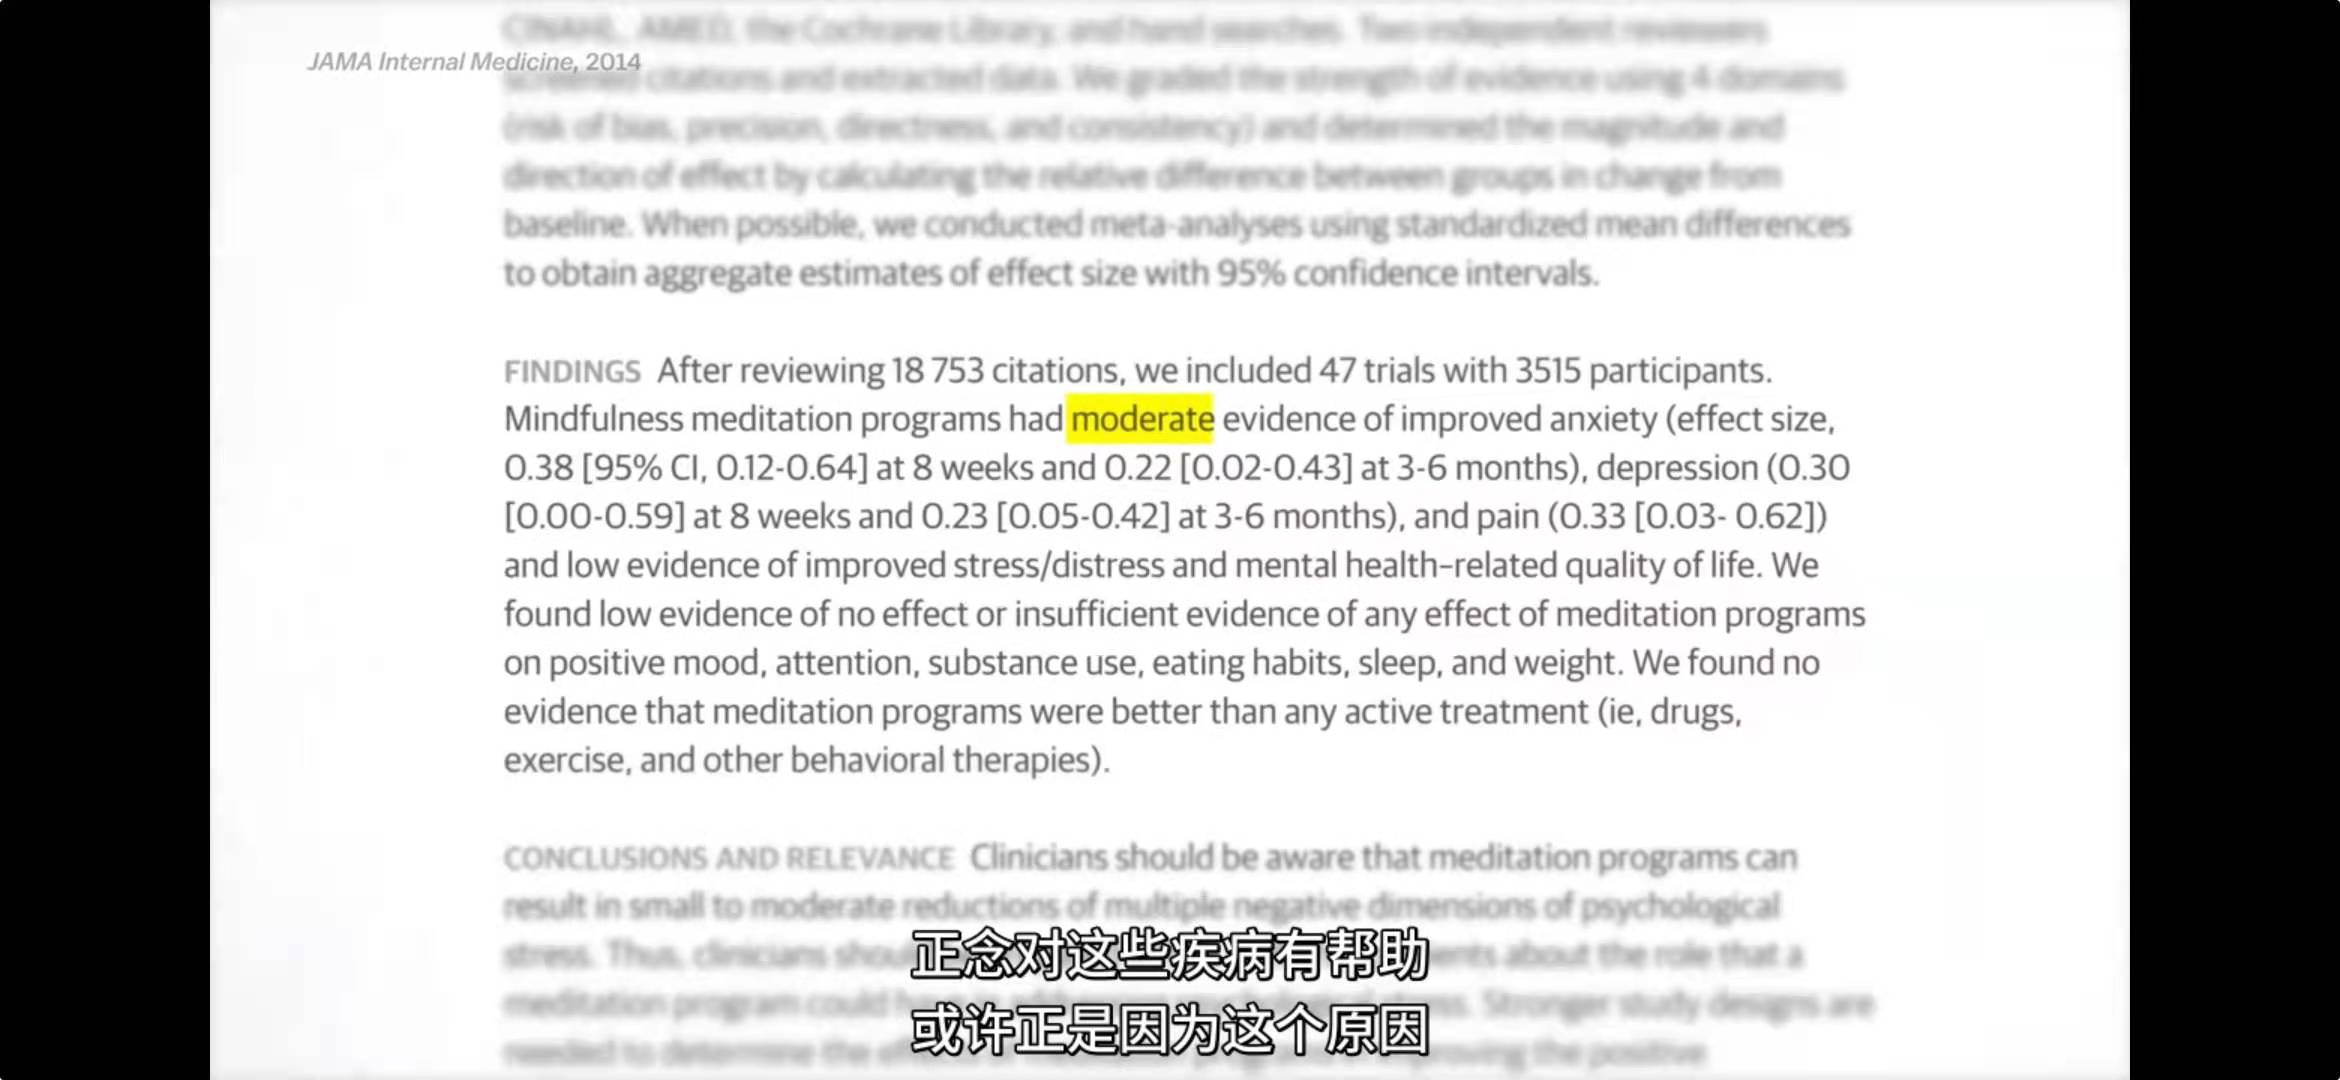 CINAHL, AMED, the Cochrane Library, and hand searches. Two independent reviewers
JAMA Internal Medicine, 2014
screened citations and extracted data. We graded the strength of evidence using 4 domains
(risk of bias, precision, directness, and consistency) and determined the magnitude and
direction of effect by calculating the relative difference between groups in change from
baseline. When possible, we conducted meta-analyses using standardized mean differences
to obtain aggregate estimates of effect size with 95% confidence intervals.
FINDINGS After reviewing 18 753 citations, we included 47 trials with 3515 participants.
Mindfulness meditation programs had moderate evidence of improved anxiety (effect size,
0.38 [95% CI, 0.12-0.64] at 8 weeks and 0.22 [0.02-0.43] at 3-6 months), depression (0.30
[0.00-0.59] at 8 weeks and 0.23 [0.05-0.42] at 3-6 months), and pain (0.33 [0.03- 0.62])
and low evidence of improved stress/distress and mental health–related quality of life. We
found low evidence of no effect or insufficient evidence of any effect of meditation programs
on positive mood, attention, substance use, eating habits, sleep, and weight. We found no
evidence that meditation programs were better than any active treatment (ie, drugs,
exercise, and other behavioral therapies).
CONCLUSIONS AND RELEVANCE Clinicians should be aware that meditation programs can
result in small to moderate reductions of multiple negative dimensions of psychological
stress. Thus, clinicians about the role that a
正念对这些疾病有帮助
meditation program stress. Stronger study designs are
或许正是因为这个原因
needed to determine the improving the positive